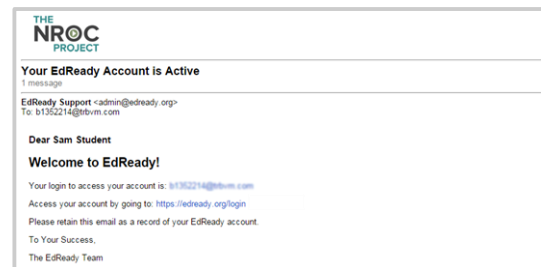 THE
NROC
PROJECT
Your EdReady Account is Active
1 message
EdReady Support <admin@edready.org>
To: b1352214@trbvm.com
Dear Sam Student
Welcome to EdReady!
Your login to access your account is: b1352214@trbvm.com
Access your account by going to: https://edready.org/login
Please retain this email as a record of your EdReady account.
To Your Success,
The EdReady Team